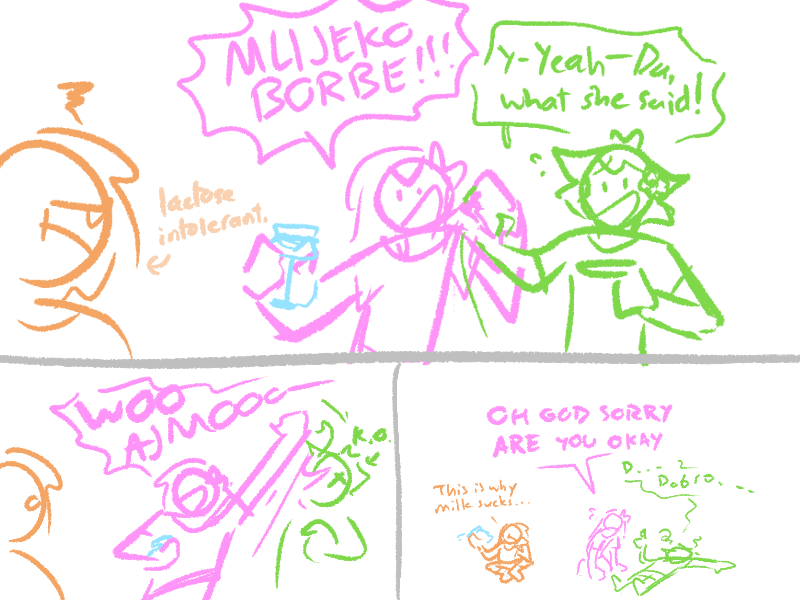 MLIJEKO
BORBE!!!
Y-Yeah-Da,
what she said!
lactose
intolerant.
WOO
AJMOOO
K.O.
OH GOD SORRY
ARE YOU OKAY
This is why
milk sucks...
D...
Dobro...